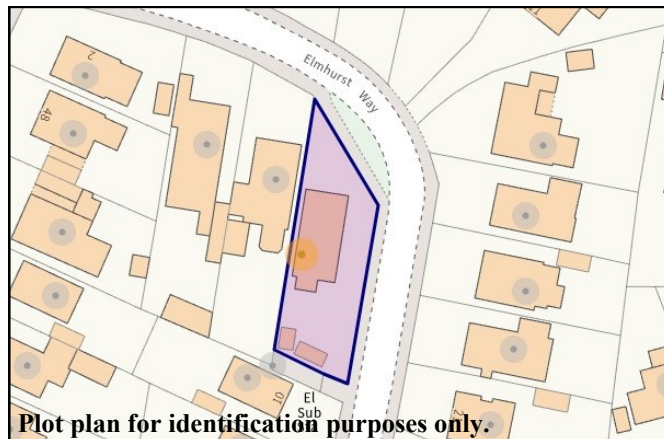 Elmhurst Way
2
48
10
El
Sub
Plot plan for identification purposes only.